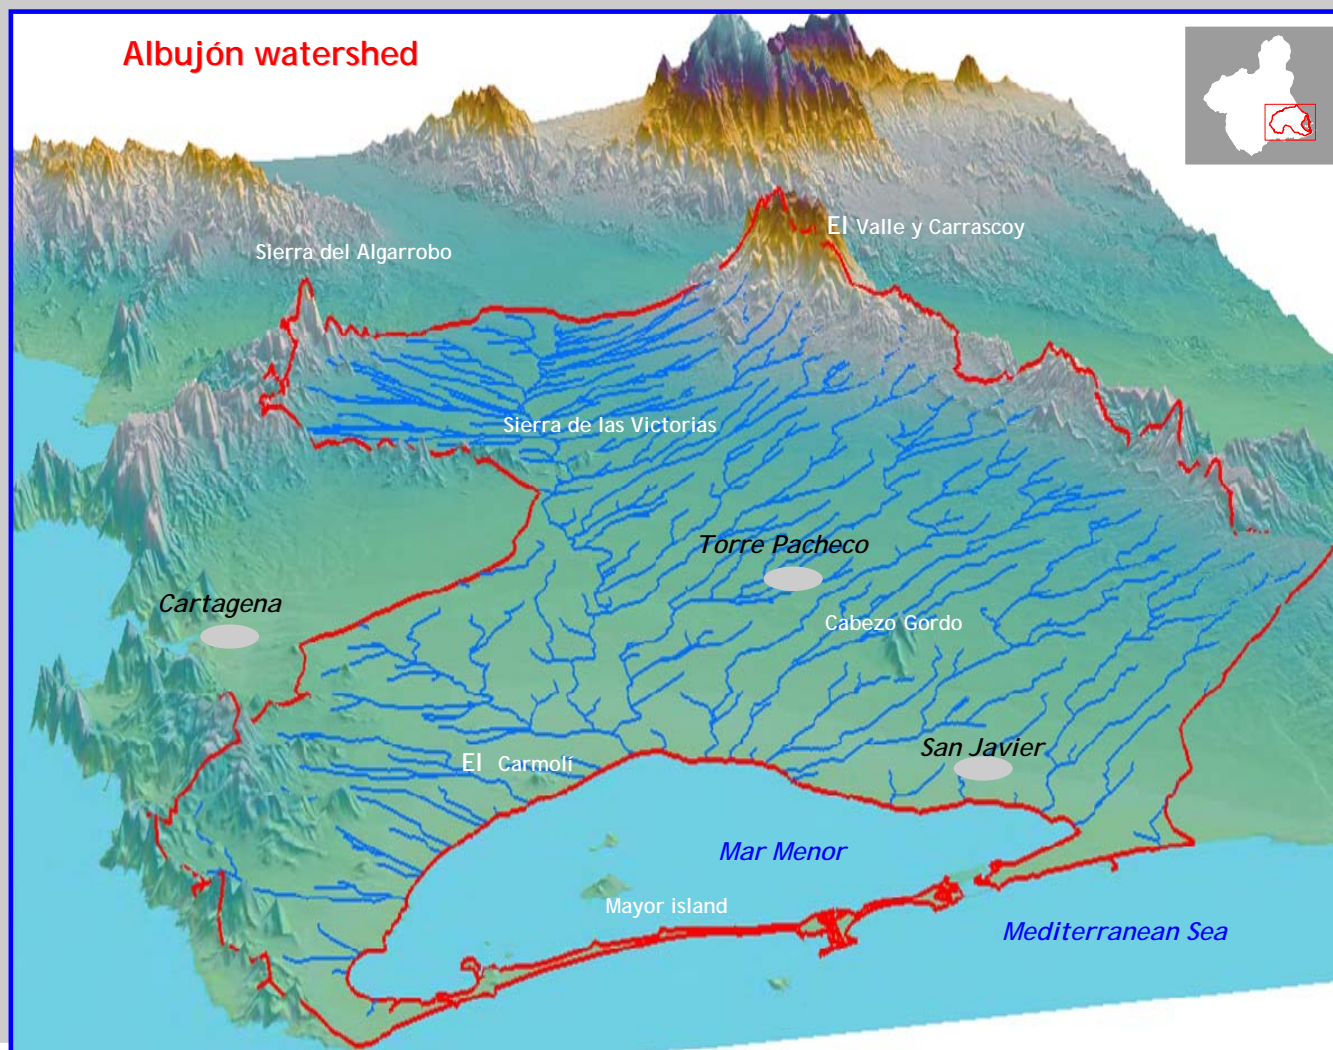 Albujón watershed
El Valle y Carrascoy
Sierra del Algarrobo
Sierra de las Victorias
Torre Pacheco
Cartagena
Cabezo Gordo
San Javier
El Carmolí
Mar Menor
Mayor island
Mediterranean Sea